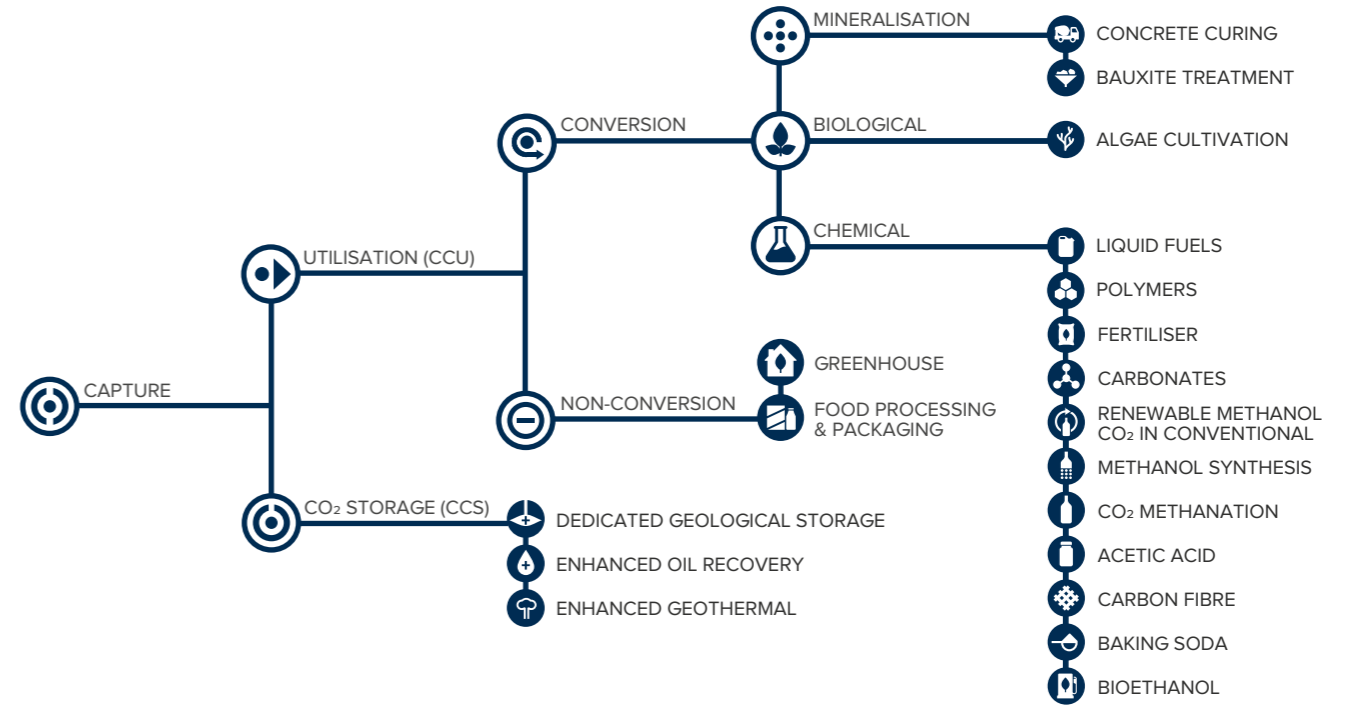 MINERALISATION
CONCRETE CURING
BAUXITE TREATMENT
CONVERSION
BIOLOGICAL
ALGAE CULTIVATION
CHEMICAL
LIQUID FUELS
UTILISATION (CCU)
POLYMERS
FERTILISER
CAPTURE
NON-CONVERSION
GREENHOUSE
FOOD PROCESSING
& PACKAGING
CARBONATES
RENEWABLE METHANOL
CO₂ IN CONVENTIONAL
METHANOL SYNTHESIS
CO₂ STORAGE (CCS)
DEDICATED GEOLOGICAL STORAGE
ENHANCED OIL RECOVERY
ENHANCED GEOTHERMAL
CO₂ METHANATION
ACETIC ACID
CARBON FIBRE
BAKING SODA
BIOETHANOL